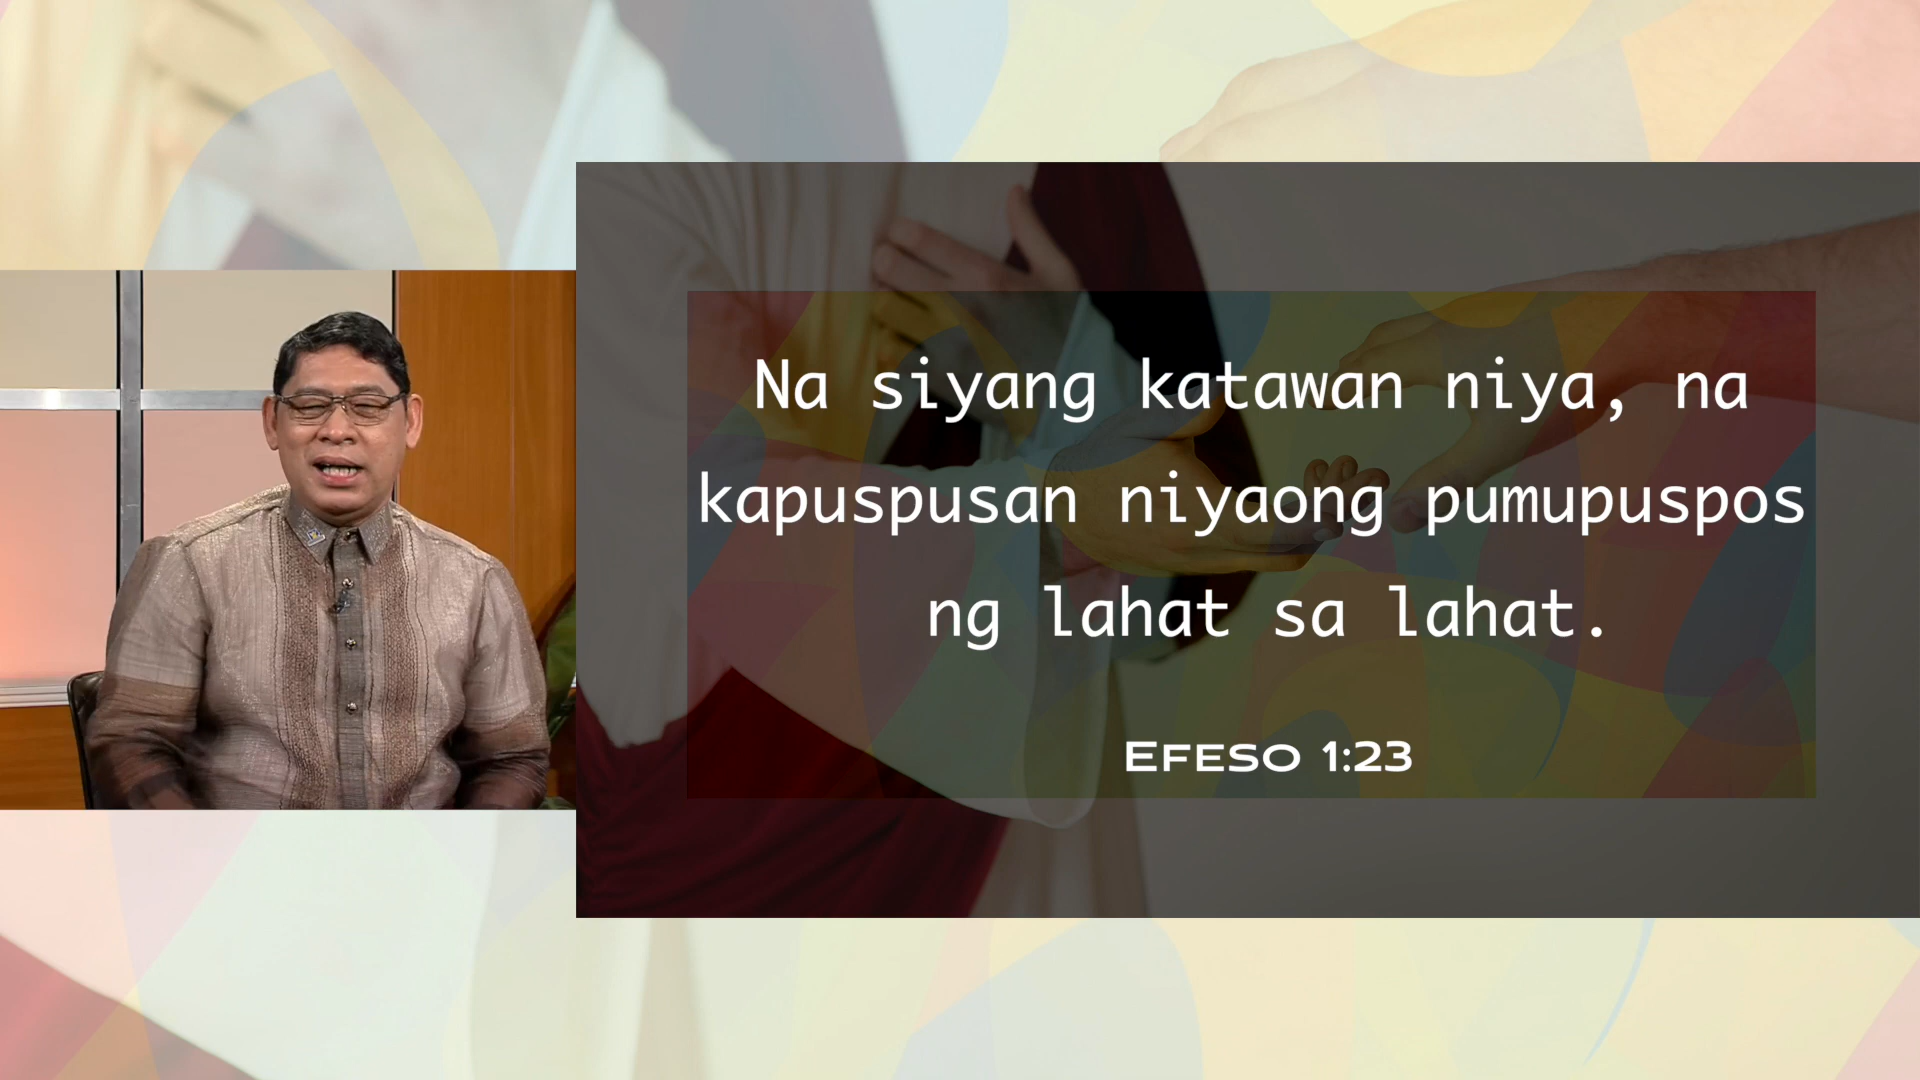 Na siyang katawan niya, na
kapuspusan niyaong pumupuspos
ng lahat sa lahat.
EFESO 1:23